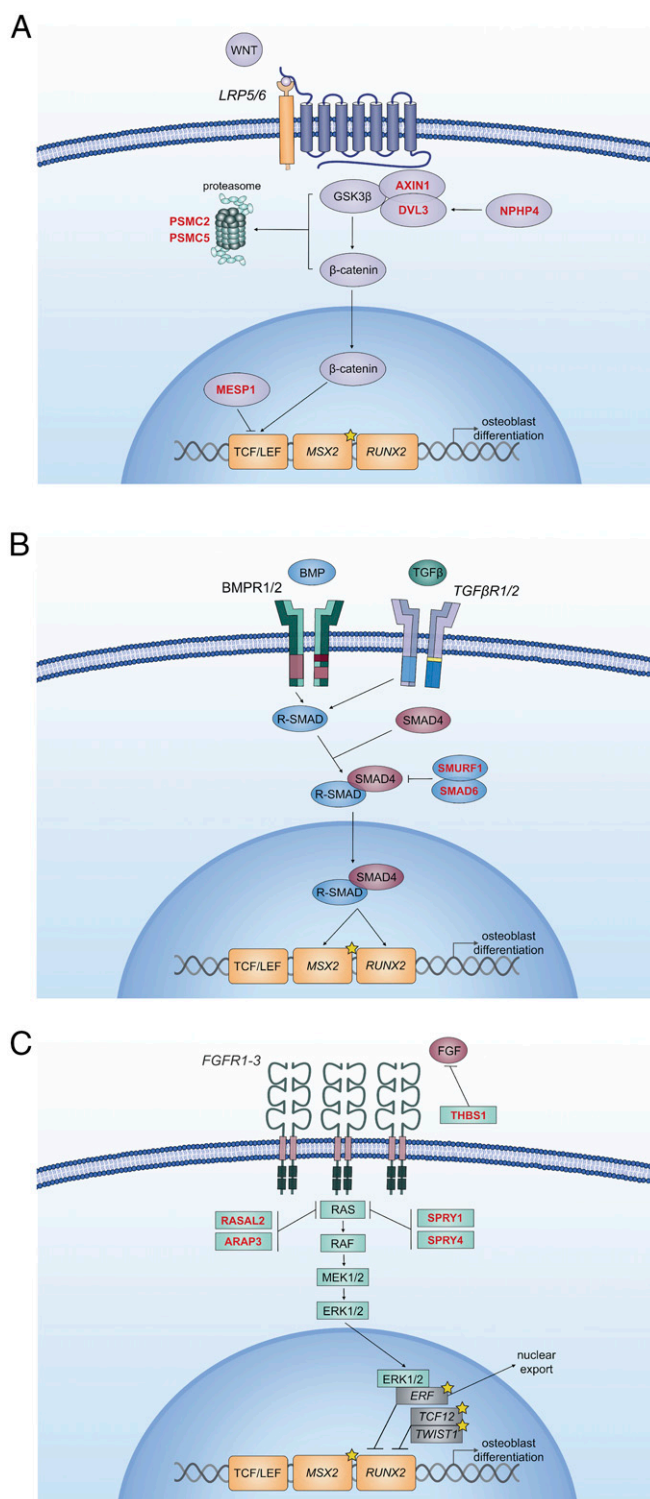 A
WNT
LRP5/6
proteasome
PSMC2
PSMC5
GSK3β
AXIN1
DVL3
NPHP4
β-catenin
β-catenin
MESP1
TCF/LEF
MSX2
RUNX2
osteoblast
differentiation
B
BMP
TGFβ
BMPR1/2
TGFβR1/2
R-SMAD
SMAD4
SMAD4
R-SMAD
SMURF1
SMAD6
SMAD4
R-SMAD
TCF/LEF
MSX2
RUNX2
osteoblast
differentiation
C
FGFR1-3
FGF
THBS1
RASAL2
ARAP3
RAS
SPRY1
SPRY4
RAF
MEK1/2
ERK1/2
nuclear
export
ERK1/2
ERF
TCF12
TWIST1
TCF/LEF
MSX2
RUNX2
osteoblast
differentiation